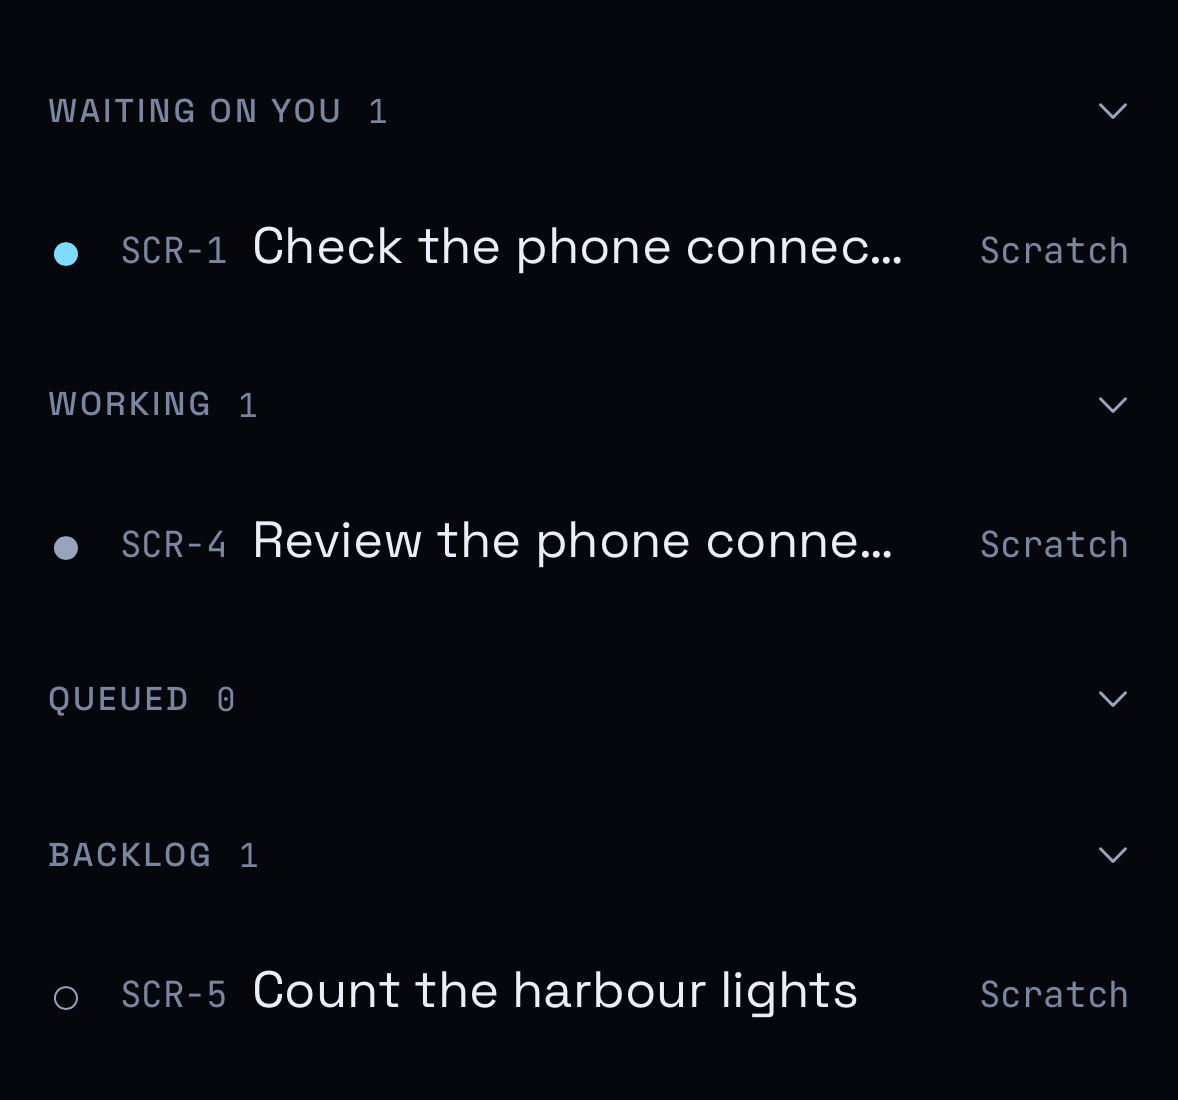 WAITING ON YOU 1
SCR-1 Check the phone connec… Scratch
WORKING 1
SCR-4 Review the phone conne… Scratch
QUEUED 0
BACKLOG 1
SCR-5 Count the harbour lights Scratch